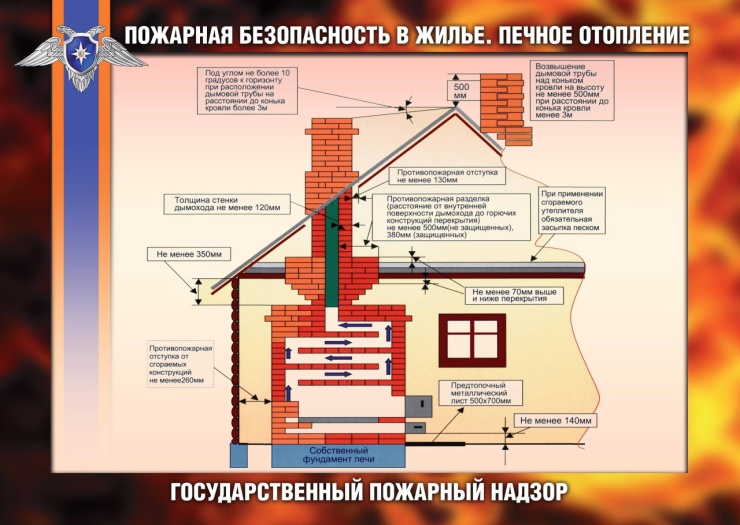 ПОЖАРНАЯ БЕЗОПАСНОСТЬ В ЖИЛЬЕ. ПЕЧНОЕ ОТОПЛЕНИЕ
Под углом не более 10
градусов к горизонту
при расположении
дымовой трубы на
расстоянии до конька
кровли более 3м
500
мм
Возвышение
дымовой трубы
над коньком
кровли на высоту
не менее 500мм
при расстоянии до
конька кровли
менее 3м
Противопожарная отступка
не менее 130мм
Толщина стенки
дымохода не менее 120мм
Противопожарная разделка
(расстояние от внутренней
поверхности дымохода до горючих
конструкций перекрытия)
не менее 500мм(не защищенных),
380мм (защищенных)
При применении
сгораемого
утеплителя
обязательная
засыпка песком
Не менее 350мм
Не менее 70мм выше
и ниже перекрытия
Противопожарная
отступка от
сгораемых
конструкций
не менее260мм
Предтопочный
металлический
лист 500х700мм
Не менее 140мм
Собственный
фундамент печи
ГОСУДАРСТВЕННЫЙ ПОЖАРНЫЙ НАДЗОР